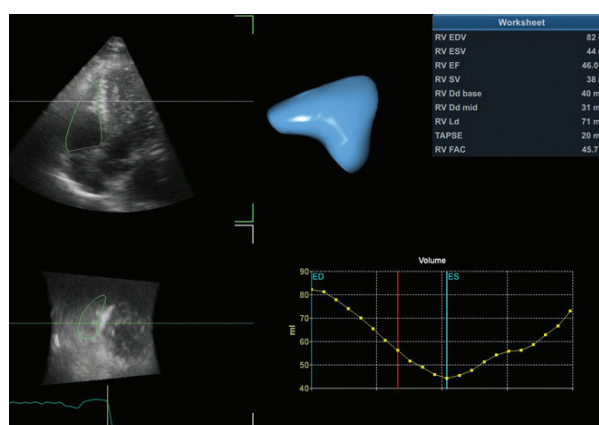 Worksheet
RV EDV 82
RV ESV 44
RV EF 46.0
RV SV 38
RV Dd base 40 m
RV Dd mid 31 m
RV Ld 71 m
TAPSE 20 m
RV FAC 45.7
Volume
90
ED
ES
80
70
ml
60
50
40